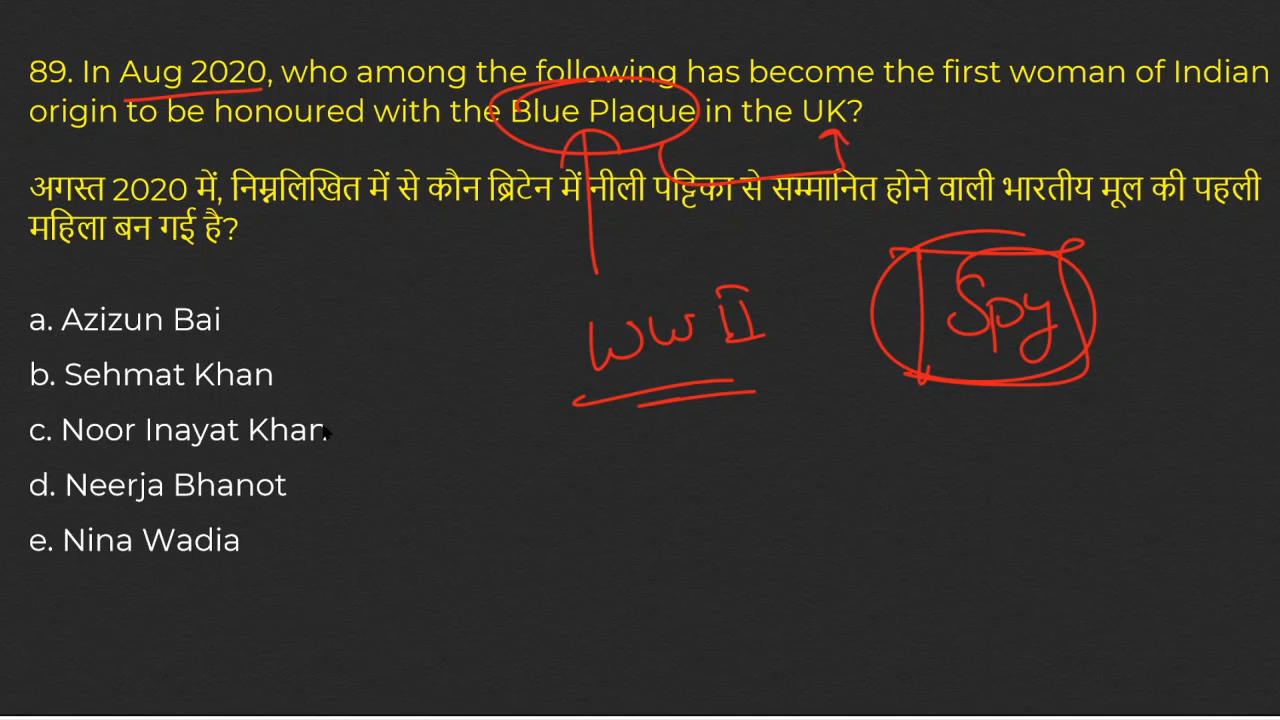 89. In Aug 2020, who among the following has become the first woman of Indian
origin to be honoured with the Blue Plaque in the UK?
अगस्त 2020 में, निम्नलिखित में से कौन ब्रिटेन में नीली पट्टिका से सम्मानित होने वाली भारतीय मूल की पहली
महिला बन गई है?
a. Azizun Bai
b. Sehmat Khan
c. Noor Inayat Khan
d. Neerja Bhanot
e. Nina Wadia
WW II
Spy